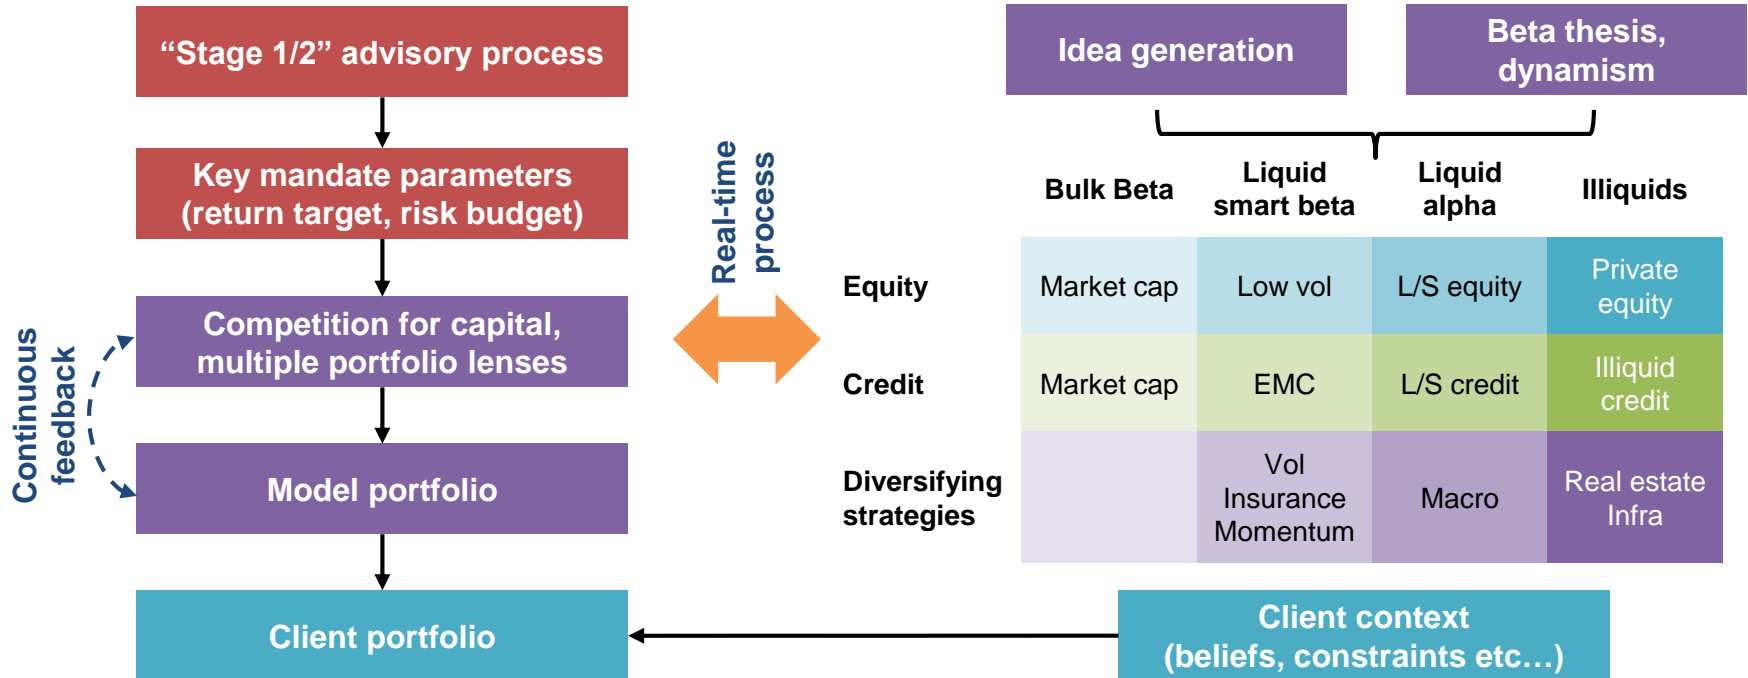 “Stage 1/2” advisory process
Key mandate parameters
(return target, risk budget)
Competition for capital,
multiple portfolio lenses
Model portfolio
Client portfolio
Continuous
feedback
Real-time
process
Idea generation
Beta thesis,
dynamism
Bulk Beta
Liquid
smart beta
Liquid
alpha
Illiquids
Equity
Market cap
Low vol
L/S equity
Private
equity
Credit
Market cap
EMC
L/S credit
Illiquid
credit
Diversifying
strategies
Vol
Insurance
Momentum
Macro
Real estate
Infra
Client context
(beliefs, constraints etc…)